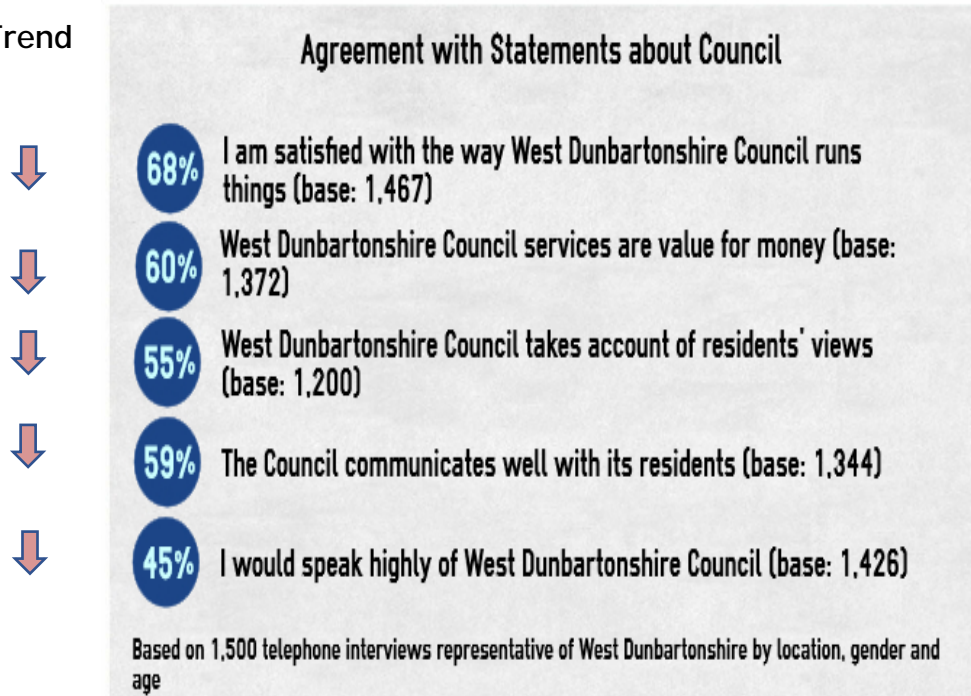 Trend
Agreement with Statements about Council
68%
I am satisfied with the way West Dunbartonshire Council runs
things (base: 1,467)
60%
West Dunbartonshire Council services are value for money (base:
1,372)
55%
West Dunbartonshire Council takes account of residents' views
(base: 1,200)
59%
The Council communicates well with its residents (base: 1,344)
45%
I would speak highly of West Dunbartonshire Council (base: 1,426)
Based on 1,500 telephone interviews representative of West Dunbartonshire by location, gender and
age